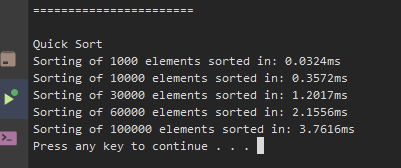 =======================
Quick Sort
Sorting of 1000 elements sorted in: 0.0324ms
Sorting of 10000 elements sorted in: 0.3572ms
Sorting of 30000 elements sorted in: 1.2017ms
Sorting of 60000 elements sorted in: 2.1556ms
Sorting of 100000 elements sorted in: 3.7616ms
Press any key to continue . . .